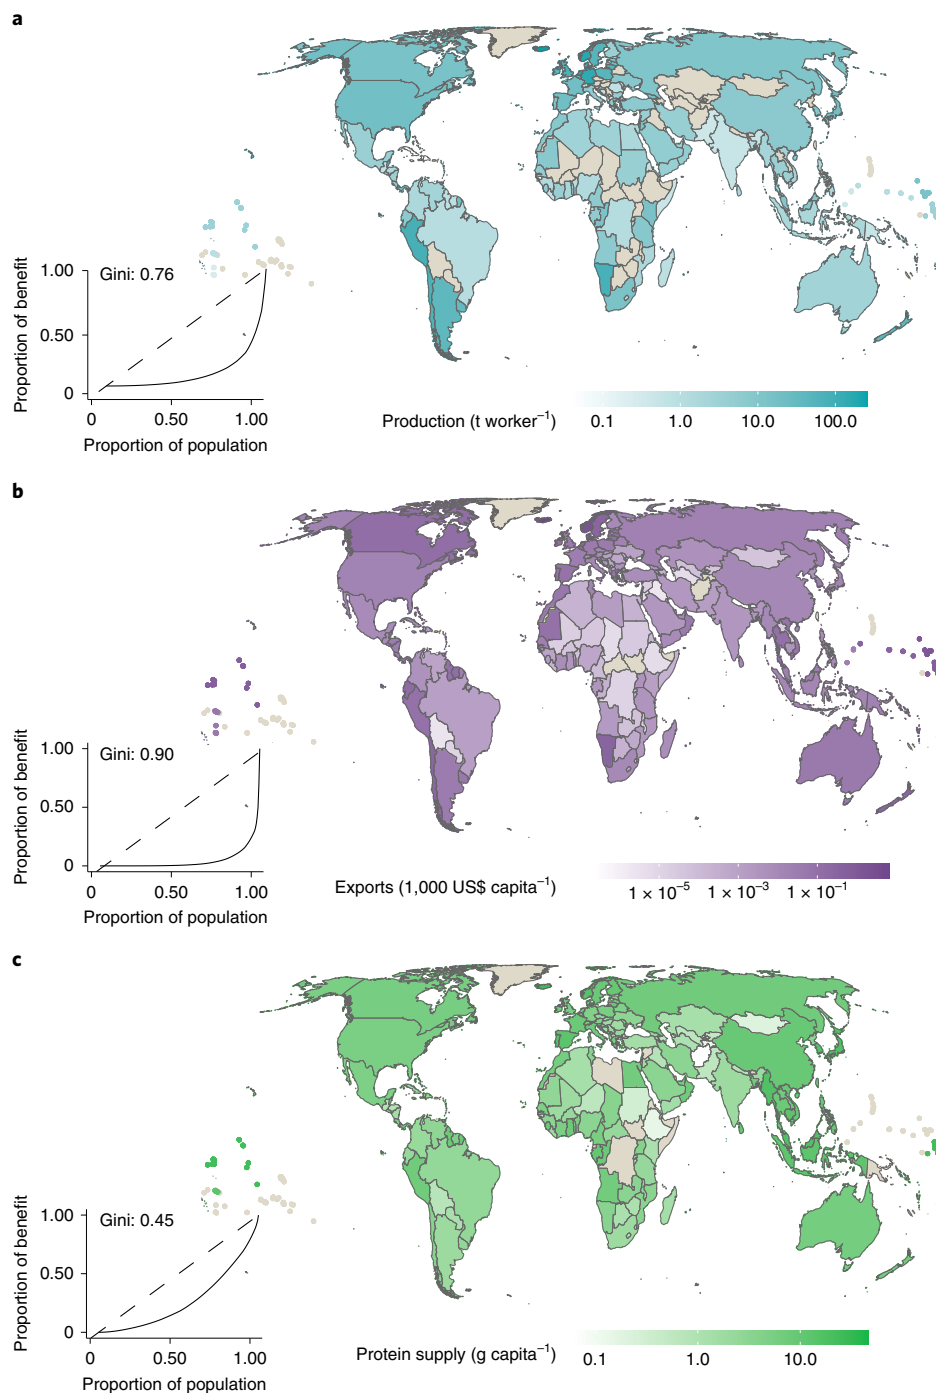 a
1.00
Gini: 0.76
0.50
0
Proportion of benefit
0 0.50 1.00
Proportion of population
Production (t worker⁻¹)
0.1 1.0 10.0 100.0
b
1.00
Gini: 0.90
0.50
0
Proportion of benefit
0 0.50 1.00
Proportion of population
Exports (1,000 US$ capita⁻¹)
1 × 10⁻⁵ 1 × 10⁻³ 1 × 10⁻¹
c
1.00
Gini: 0.45
0.50
0
Proportion of benefit
0 0.50 1.00
Proportion of population
Protein supply (g capita⁻¹)
0.1 1.0 10.0